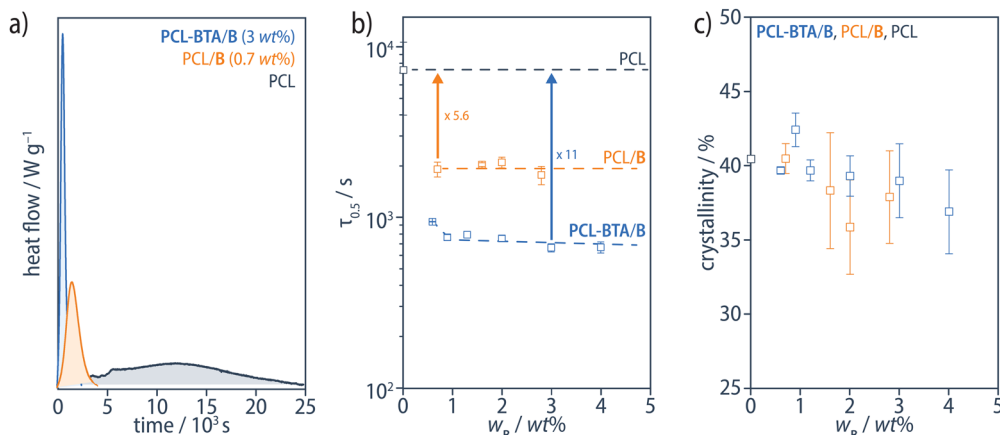 a)
PCL-BTA/B (3 wt%)
PCL/B (0.7 wt%)
PCL
heat flow / W g⁻¹
0 5 10 15 20 25
time / 10³ s
b)
10⁴
10³
10²
τ₀.₅ / s
PCL
x 5.6
x 11
PCL/B
PCL-BTA/B
0 1 2 3 4 5
w_B / wt%
c)
PCL-BTA/B, PCL/B, PCL
50
45
40
35
30
25
crystallinity / %
0 1 2 3 4 5
w_B / wt%